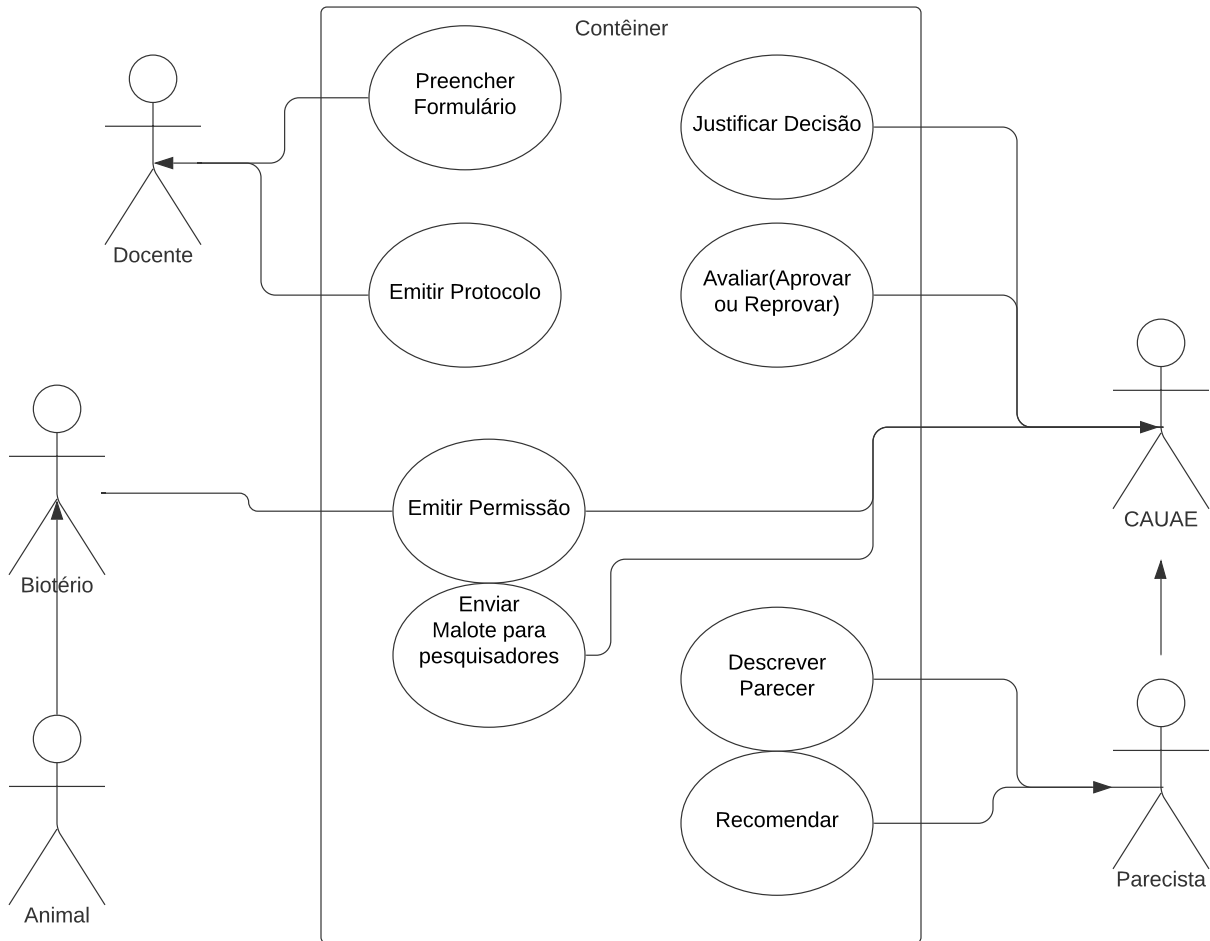 Contêiner
Preencher
Formulário
Justificar Decisão
Docente
Emitir Protocolo
Avaliar(Aprovar
ou Reprovar)
Emitir Permissão
CAUAE
Biotério
Enviar
Malote para
pesquisadores
Descrever
Parecer
Recomendar
Parecista
Animal